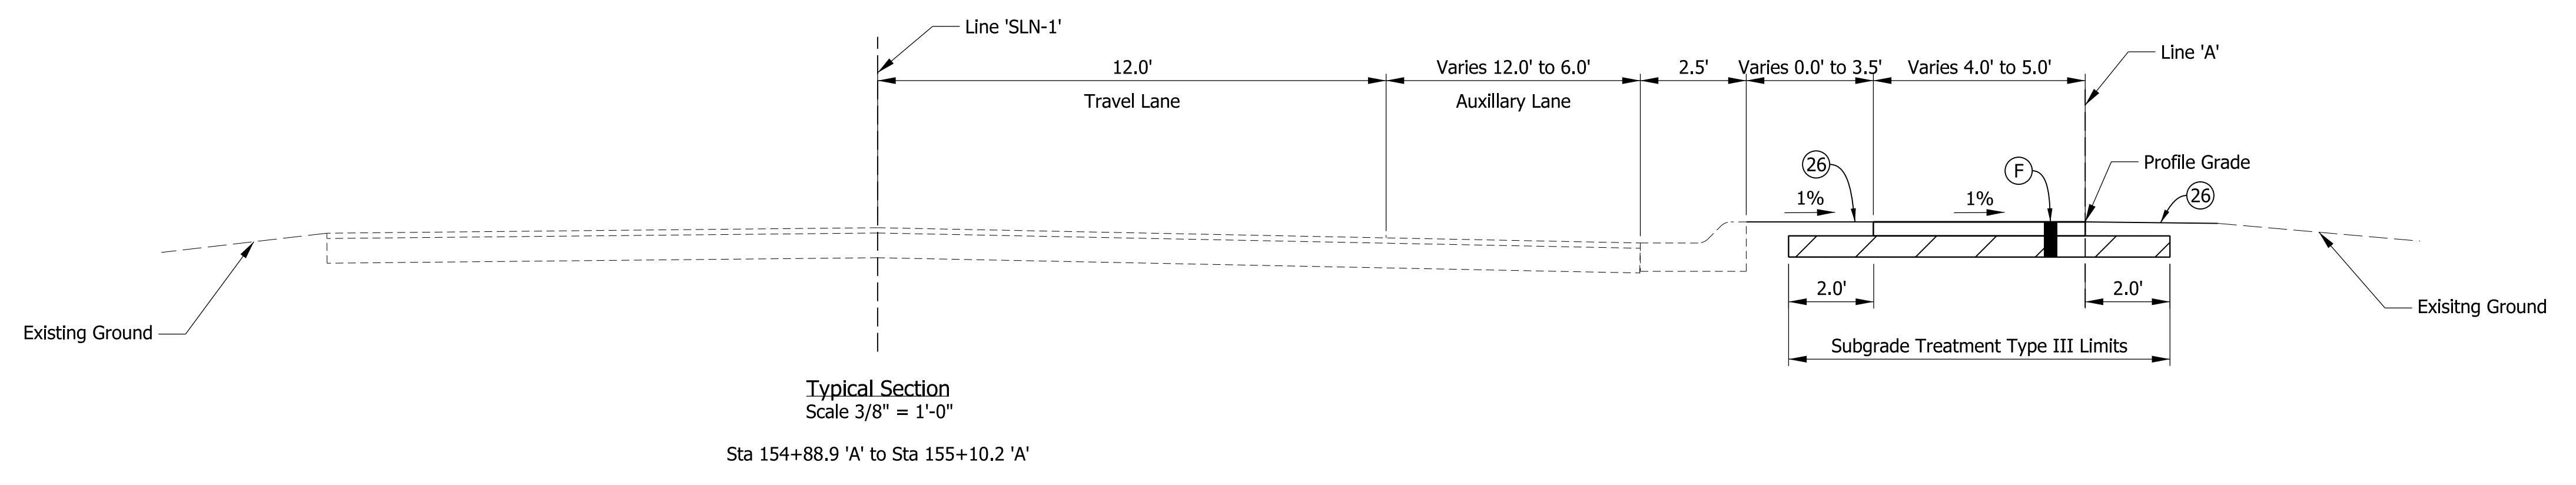 Line 'SLN-1'
Line 'A'
12.0'
Varies 12.0' to 6.0'
2.5'
Varies 0.0' to 3.5'
Varies 4.0' to 5.0'
Travel Lane
Auxillary Lane
26
F
Profile Grade
1%
1%
26
2.0'
2.0'
Existing Ground
Exisitng Ground
Subgrade Treatment Type III Limits
Typical Section
Scale 3/8" = 1'-0"
Sta 154+88.9 'A' to Sta 155+10.2 'A'